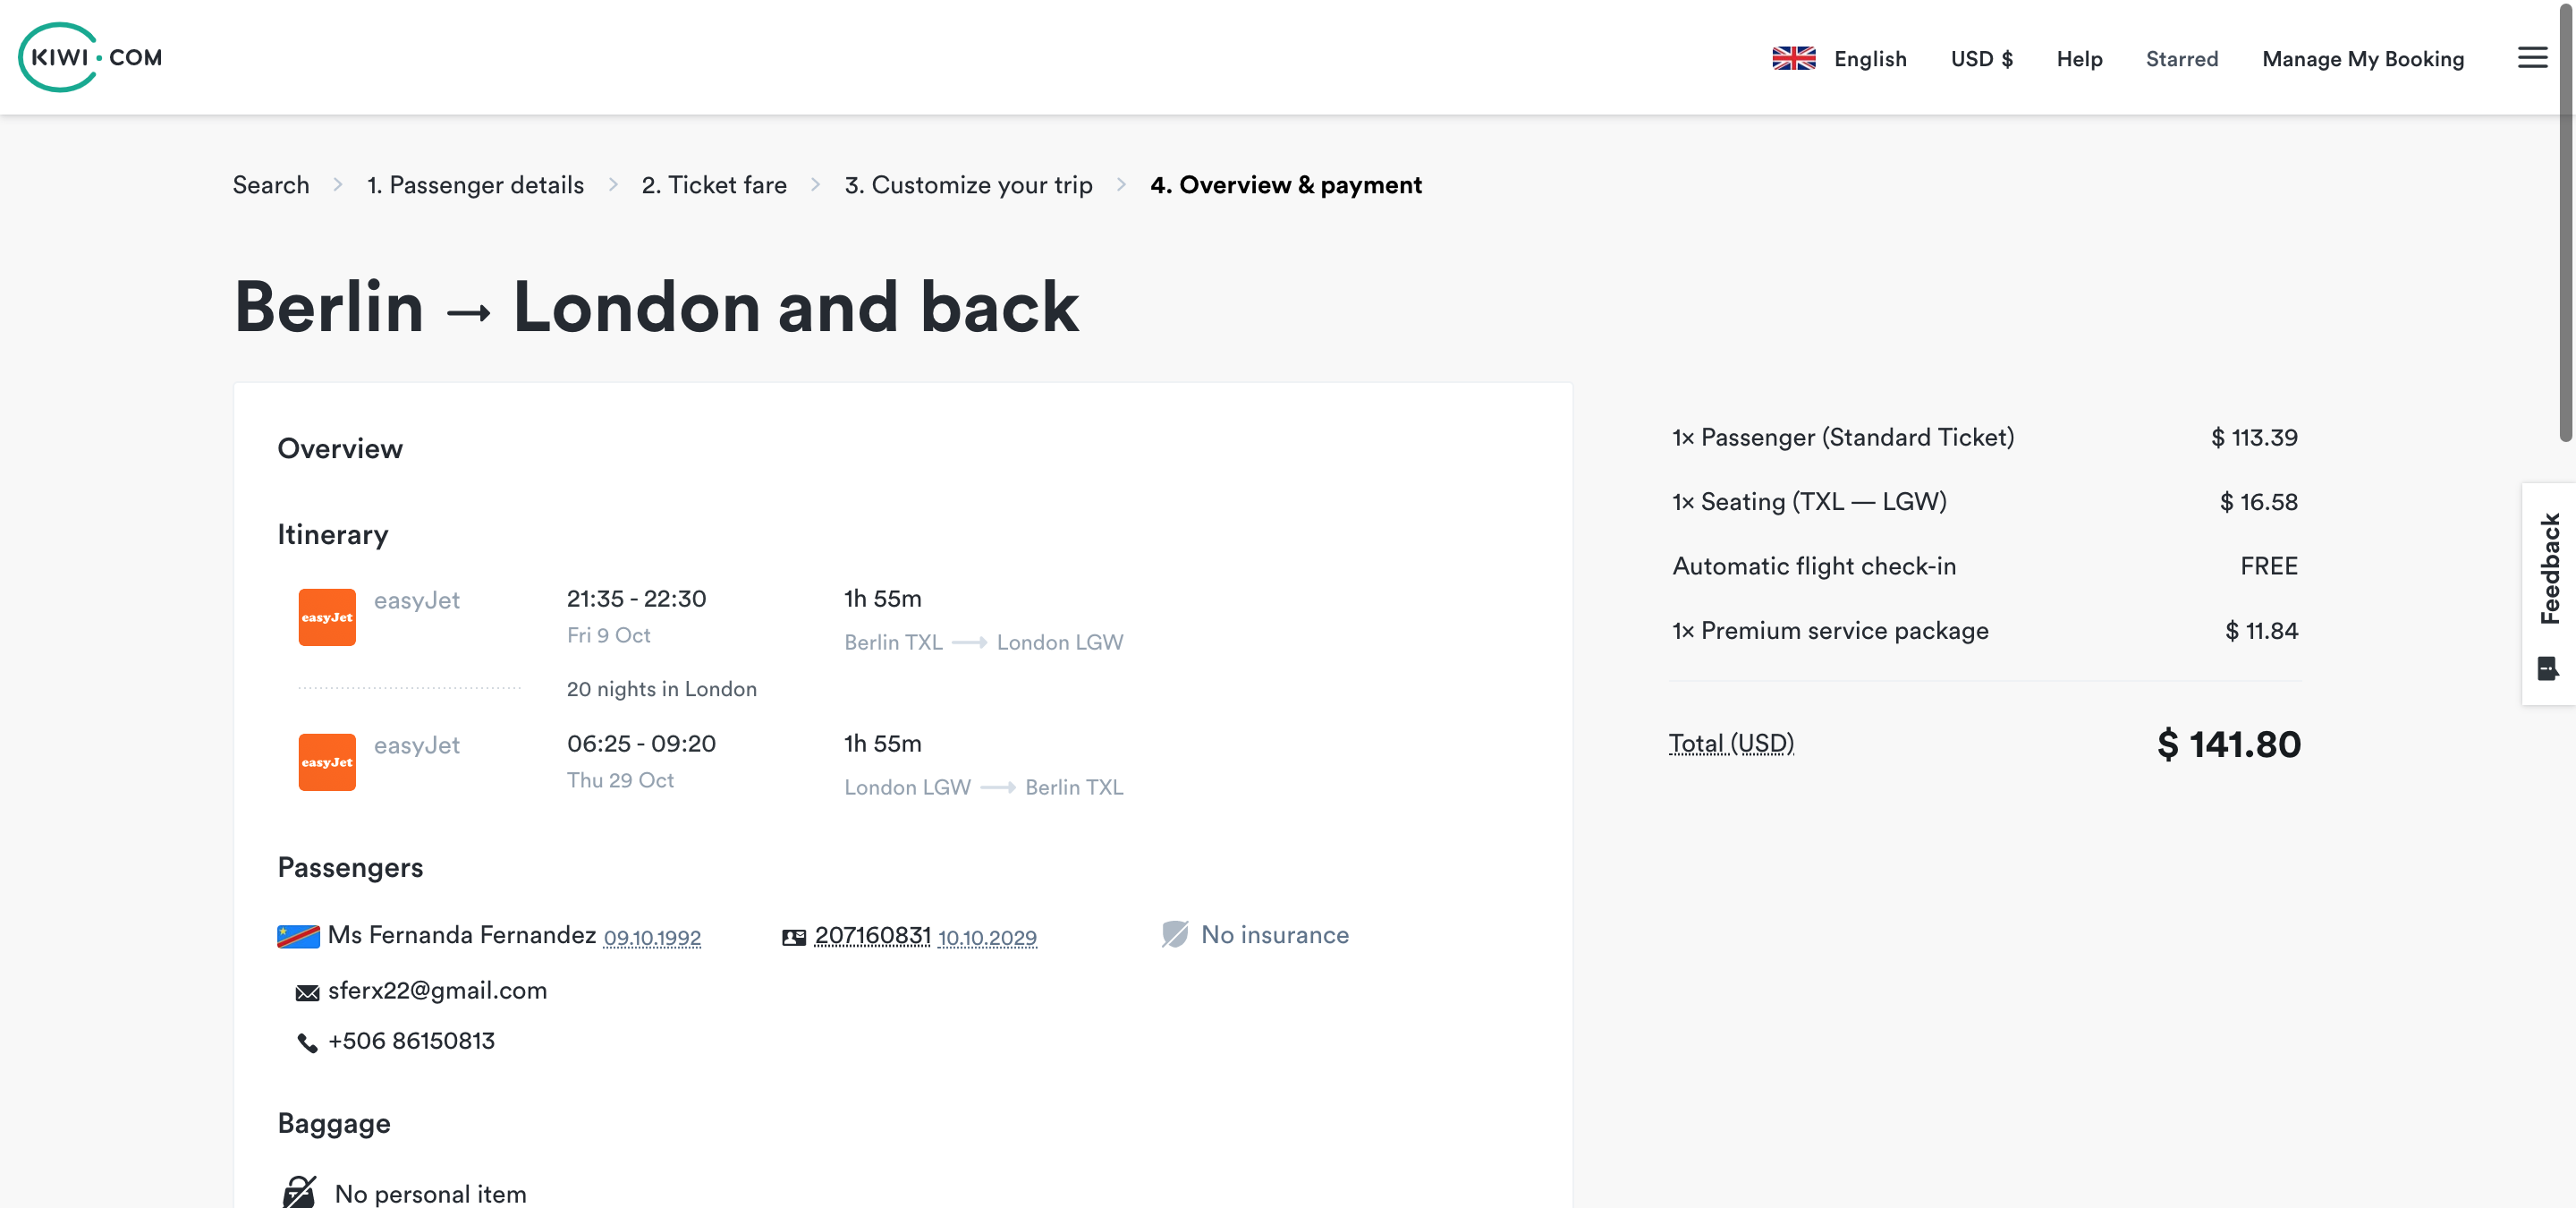 KIWI.COM
English USD $ Help Starred Manage My Booking
Search 1. Passenger details 2. Ticket fare 3. Customize your trip 4. Overview & payment
Berlin → London and back
Overview
Itinerary
easyJet easyJet 21:35 - 22:30 1h 55m
Fri 9 Oct Berlin TXL London LGW
20 nights in London
easyJet easyJet 06:25 - 09:20 1h 55m
Thu 29 Oct London LGW Berlin TXL
Passengers
Ms Fernanda Fernandez 09.10.1992 207160831 10.10.2029 No insurance
sferx22@gmail.com
+506 86150813
Baggage
No personal item
1× Passenger (Standard Ticket) $ 113.39
1× Seating (TXL — LGW) $ 16.58
Automatic flight check-in FREE
1× Premium service package $ 11.84
Total (USD) $ 141.80
Feedback